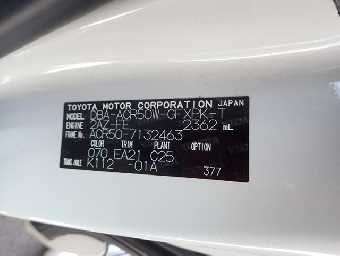 TOYOTA MOTOR CORPORATION JAPAN
MODEL DBA-ACR50W-GFXPK-T
ENGINE 2AZ-FE 2362 mL
FRAME No. ACR50-7132463
COLOR TRIM PLANT OPTION
070 EA21 C25
TRANS./AXLE K112 -01A
377